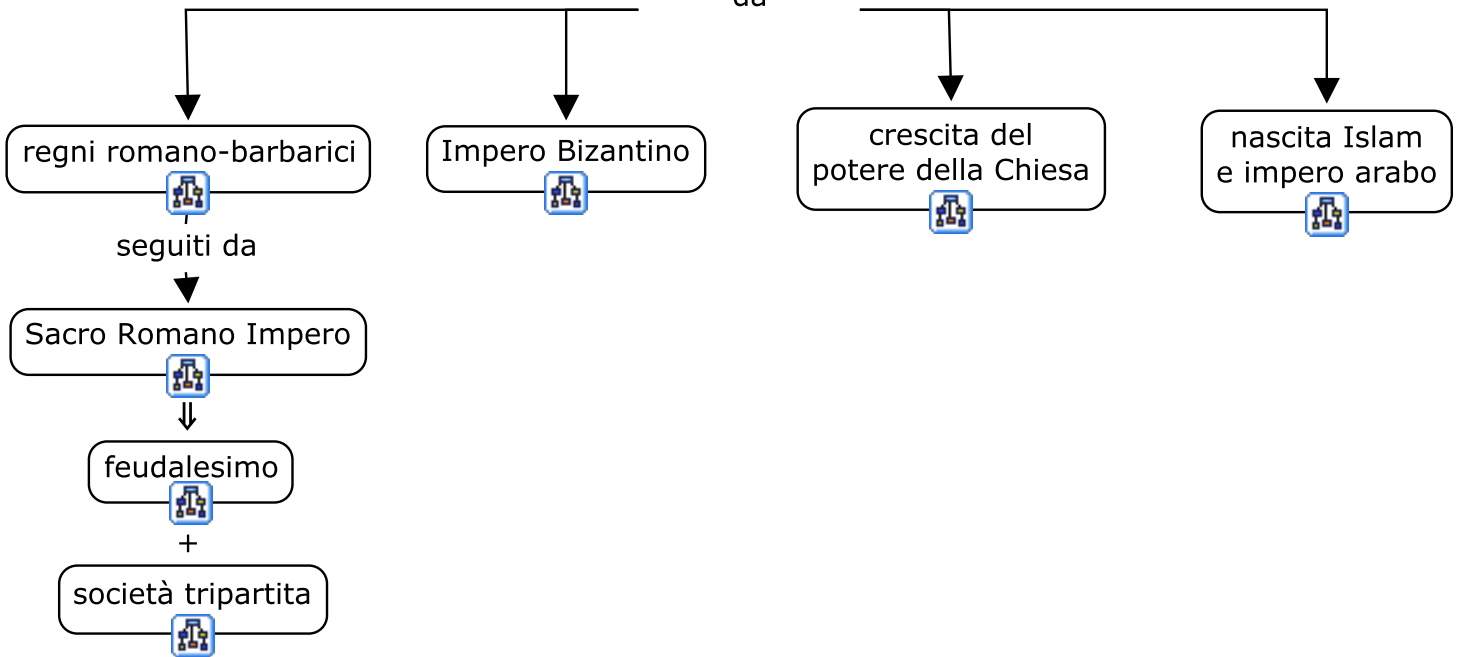 da
regni romano-barbarici
Impero Bizantino
crescita del
potere della Chiesa
nascita Islam
e impero arabo
seguiti da
Sacro Romano Impero
⇓
feudalesimo
+
società tripartita